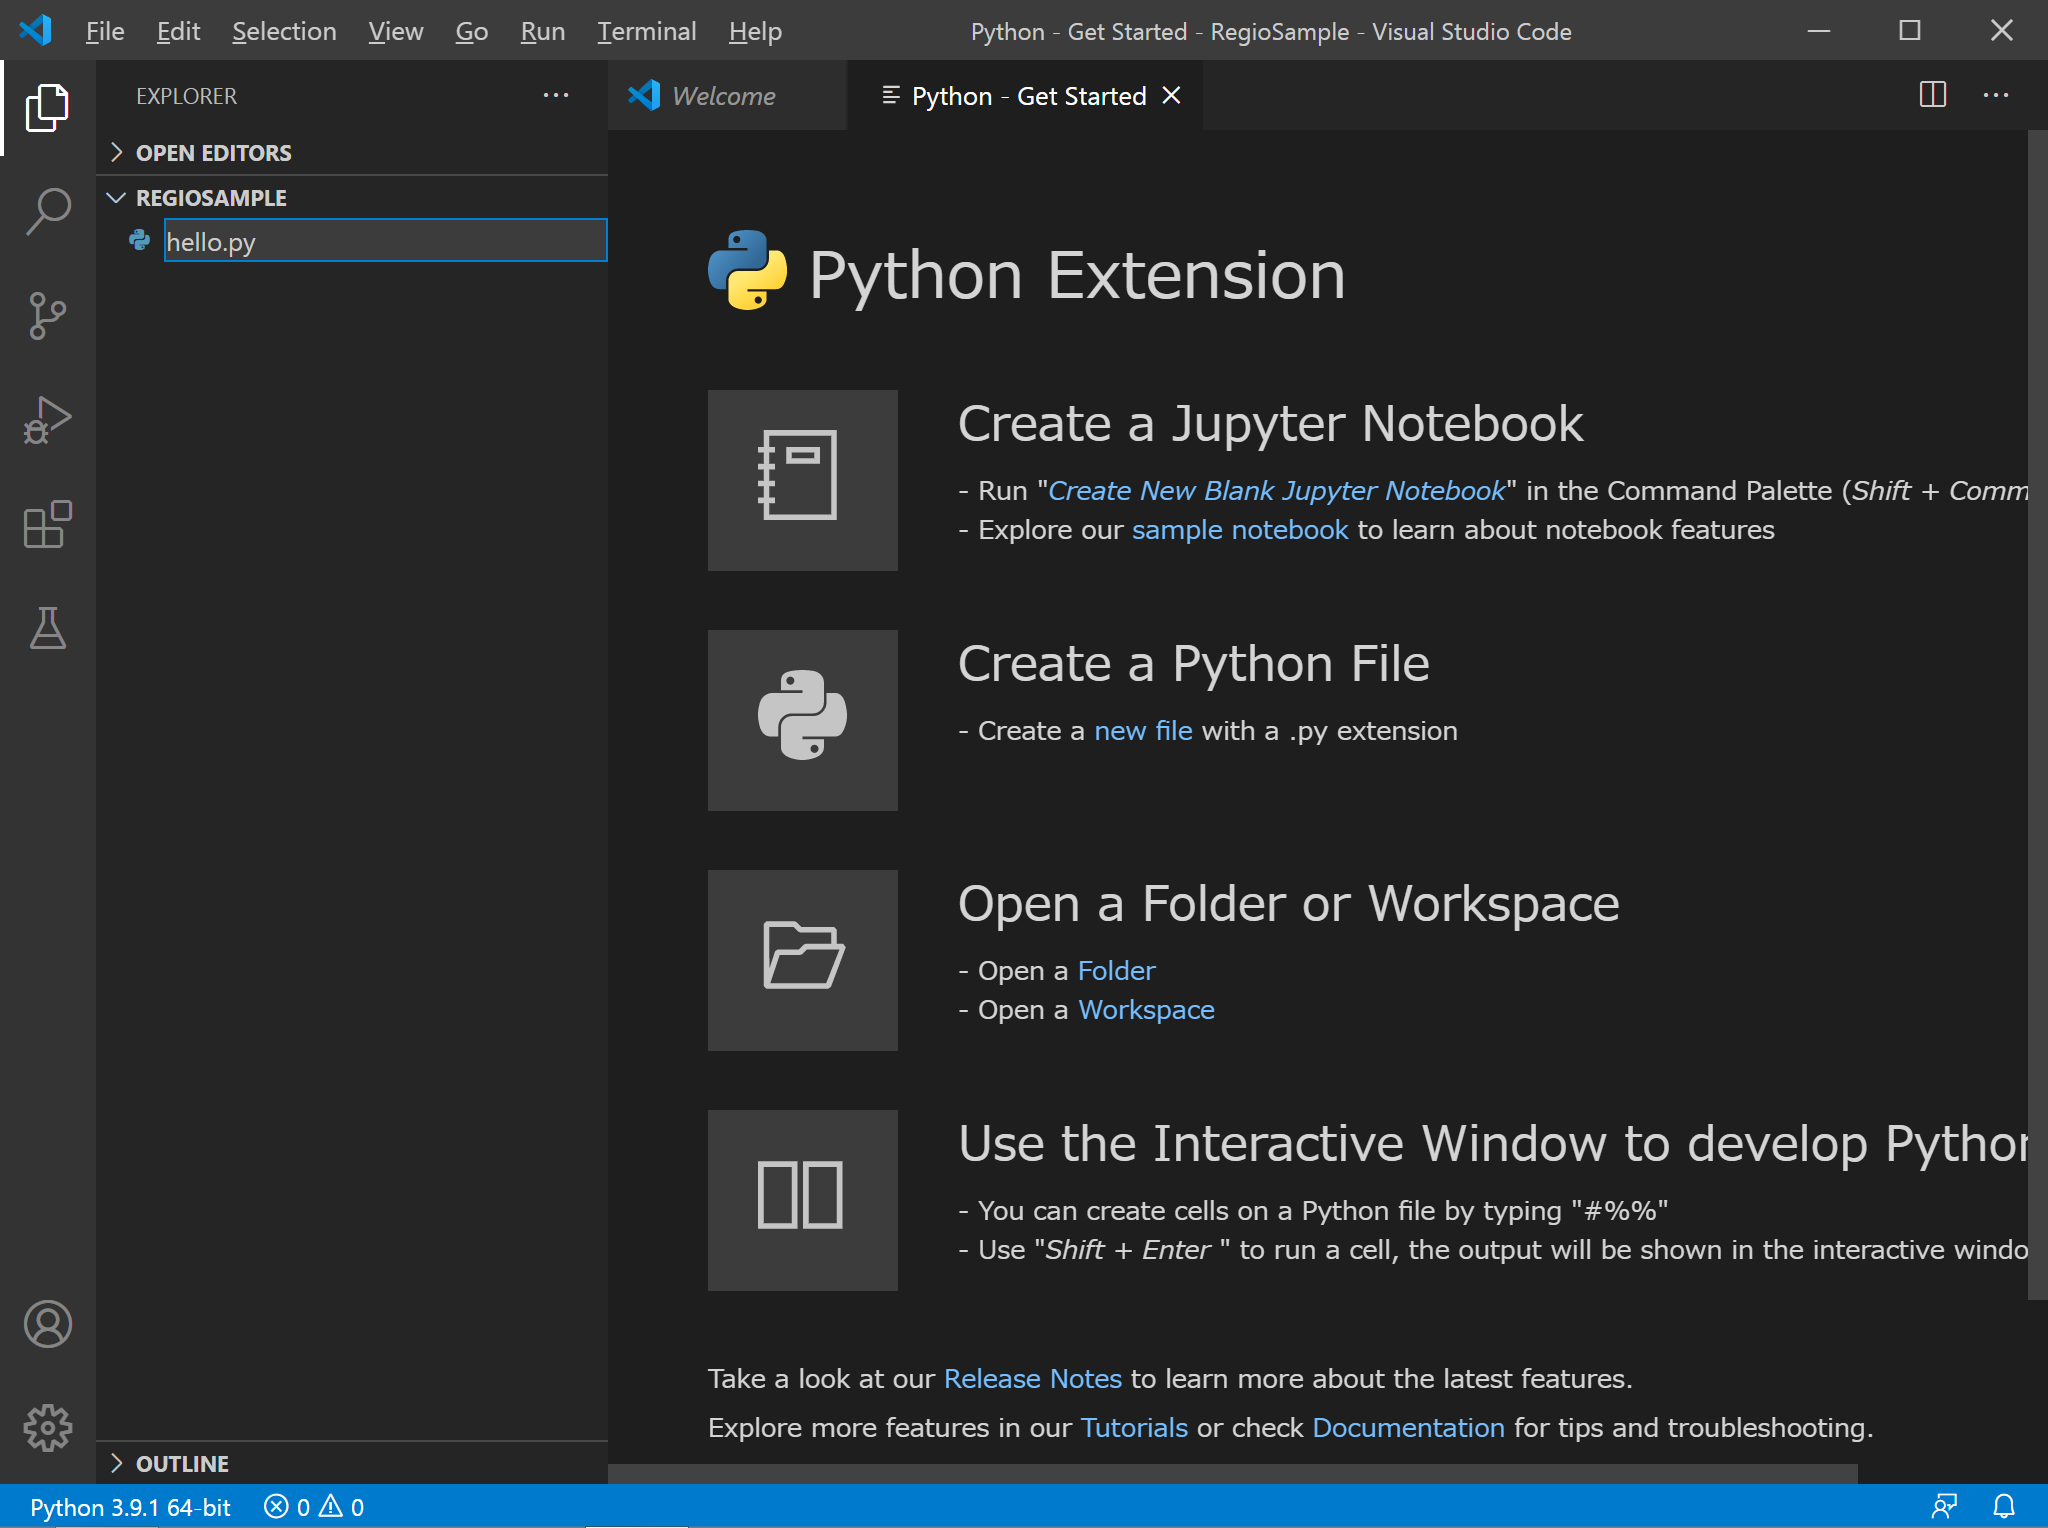 File Edit Selection View Go Run Terminal Help Python - Get Started - RegioSample - Visual Studio Code
EXPLORER
Welcome
Python - Get Started
OPEN EDITORS
REGIOSAMPLE
hello.py
Python Extension
Create a Jupyter Notebook
- Run "Create New Blank Jupyter Notebook" in the Command Palette (Shift + Comm
- Explore our sample notebook to learn about notebook features
Create a Python File
- Create a new file with a .py extension
Open a Folder or Workspace
- Open a Folder
- Open a Workspace
Use the Interactive Window to develop Python
- You can create cells on a Python file by typing "#%%"
- Use "Shift + Enter " to run a cell, the output will be shown in the interactive windo
Take a look at our Release Notes to learn more about the latest features.
Explore more features in our Tutorials or check Documentation for tips and troubleshooting.
OUTLINE
Python 3.9.1 64-bit 0 0